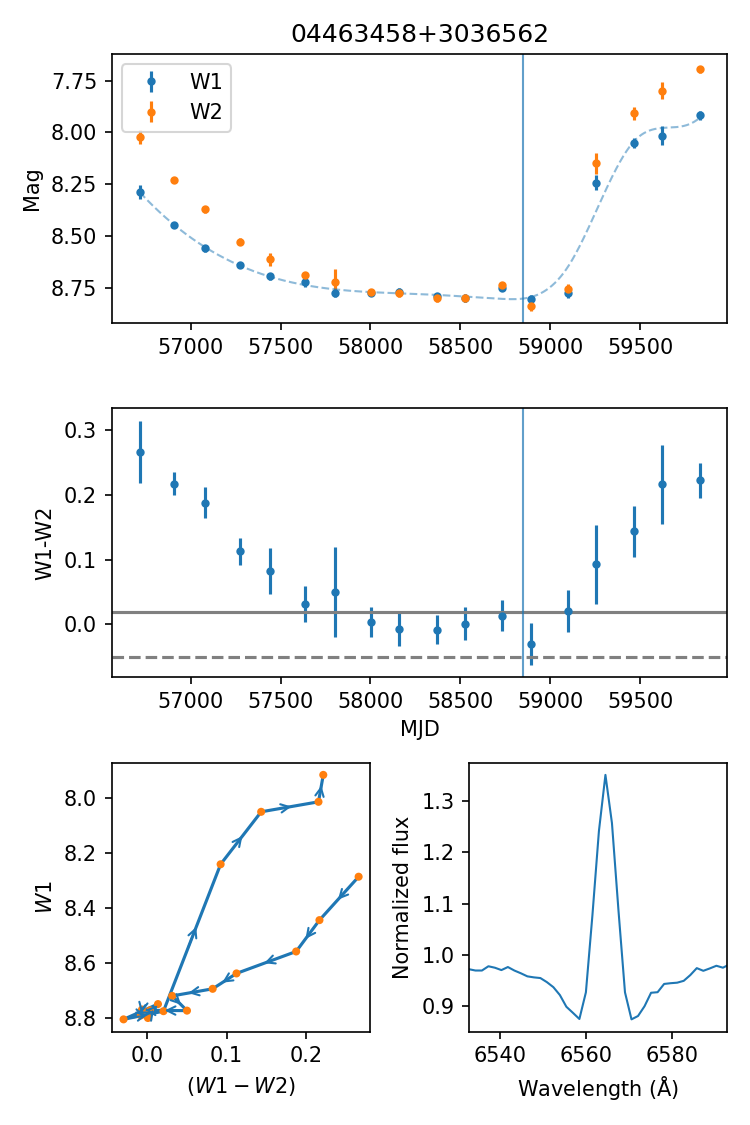 04463458+3036562
W1
W2
Mag
7.75
8.00
8.25
8.50
8.75
57000 57500 58000 58500 59000 59500
W1-W2
0.3
0.2
0.1
0.0
57000 57500 58000 58500 59000 59500
MJD
W1
8.0
8.2
8.4
8.6
8.8
0.0 0.1 0.2
(W1 − W2)
Normalized flux
1.3
1.2
1.1
1.0
0.9
6540 6560 6580
Wavelength (Å)